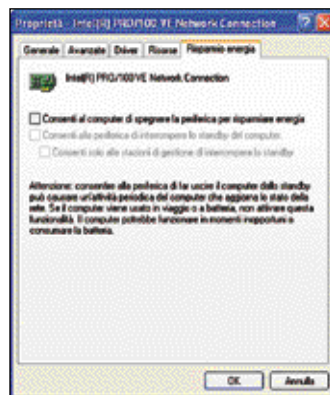 Proprietà - Intel(R) PRO/100 VE Network Connection
Generale Avanzate Driver Risorse Risparmio energia
Intel(R) PRO/100 VE Network Connection
Consenti al computer di spegnere la periferica per risparmiare energia
Consenti alla periferica di interrompere lo standby del computer.
Consenti solo alle stazioni di gestione di interrompere lo standby
Attenzione: consentire alla periferica di far uscire il computer dallo standby
può causare un'attività periodica del computer che aggiorna lo stato della
rete. Se il computer viene usato in viaggio o a batteria, non attivare questa
funzionalità. Il computer potrebbe funzionare in momenti inopportuni o
consumare la batteria.
OK Annulla